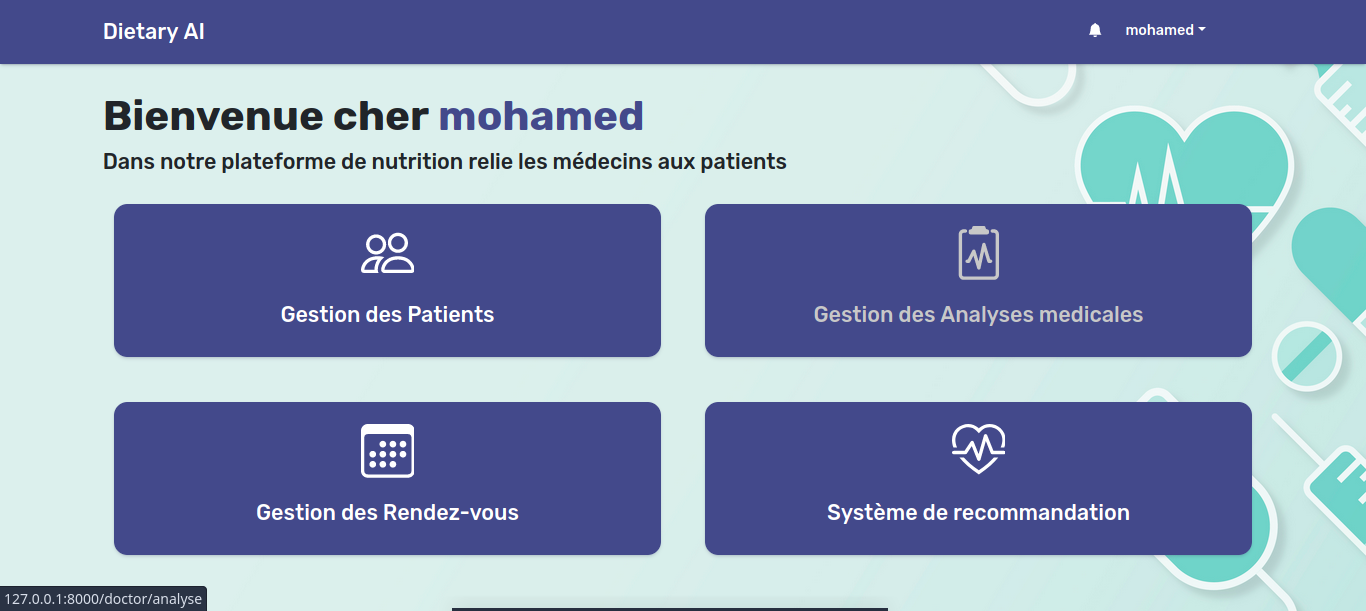 Dietary AI
mohamed
Bienvenue cher mohamed
Dans notre plateforme de nutrition relie les médecins aux patients
Gestion des Patients
Gestion des Analyses medicales
Gestion des Rendez-vous
Système de recommandation
127.0.0.1:8000/doctor/analyse